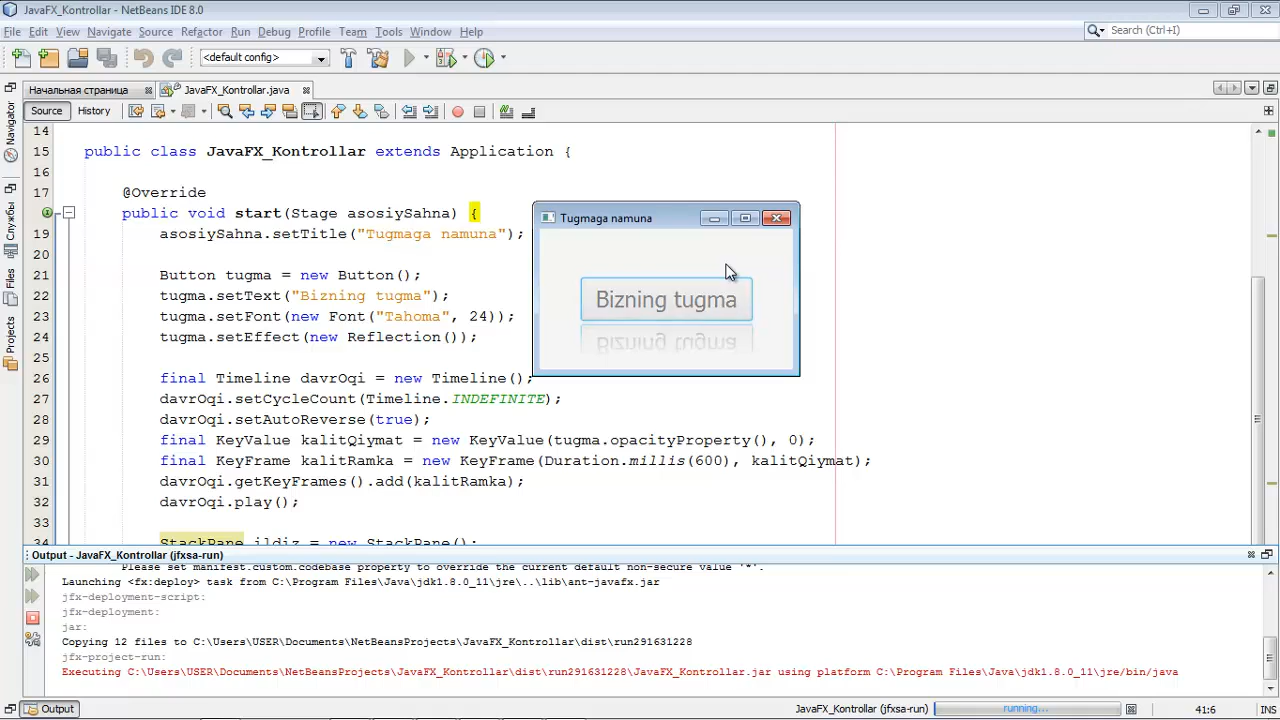 JavaFX_Kontrollar - NetBeans IDE 8.0
File Edit View Navigate Source Refactor Run Debug Profile Team Tools Window Help
Search (Ctrl+I)
<default config>
Начальная страница JavaFX_Kontrollar.java
Source History
Navigator
Службы
Files
Projects
14
15 public class JavaFX_Kontrollar extends Application {
16
17 @Override
18 public void start(Stage asosiySahna) {
19 asosiySahna.setTitle("Tugmaga namuna");
20
21 Button tugma = new Button();
22 tugma.setText("Bizning tugma");
23 tugma.setFont(new Font("Tahoma", 24));
24 tugma.setEffect(new Reflection());
25
26 final Timeline davrOqi = new Timeline();
27 davrOqi.setCycleCount(Timeline.INDEFINITE);
28 davrOqi.setAutoReverse(true);
29 final KeyValue kalitQiymat = new KeyValue(tugma.opacityProperty(), 0);
30 final KeyFrame kalitRamka = new KeyFrame(Duration.millis(600), kalitQiymat);
31 davrOqi.getKeyFrames().add(kalitRamka);
32 davrOqi.play();
33
34 StackPane ildiz = new StackPane();
Tugmaga namuna
Bizning tugma
Bizning tugma
Output - JavaFX_Kontrollar (jfxsa-run)
Please set manifest.custom.codebase property to override the current default non-secure value '*'.
Launching <fx:deploy> task from C:\Program Files\Java\jdk1.8.0_11\jre\..\lib\ant-javafx.jar
jfx-deployment-script:
jfx-deployment:
jar:
Copying 12 files to C:\Users\USER\Documents\NetBeansProjects\JavaFX_Kontrollar\dist\run291631228
jfx-project-run:
Executing C:\Users\USER\Documents\NetBeansProjects\JavaFX_Kontrollar\dist\run291631228\JavaFX_Kontrollar.jar using platform C:\Program Files\Java\jdk1.8.0_11\jre/bin/java
Output
JavaFX_Kontrollar (jfxsa-run) running... 41:6 INS